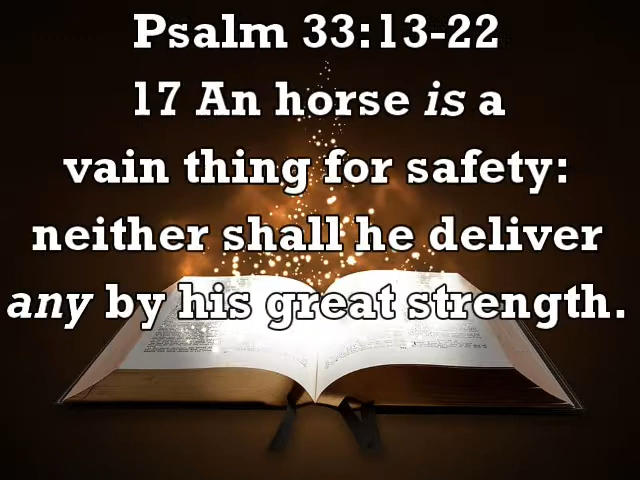 Psalm 33:13-22
17 An horse is a
vain thing for safety:
neither shall he deliver
any by his great strength.